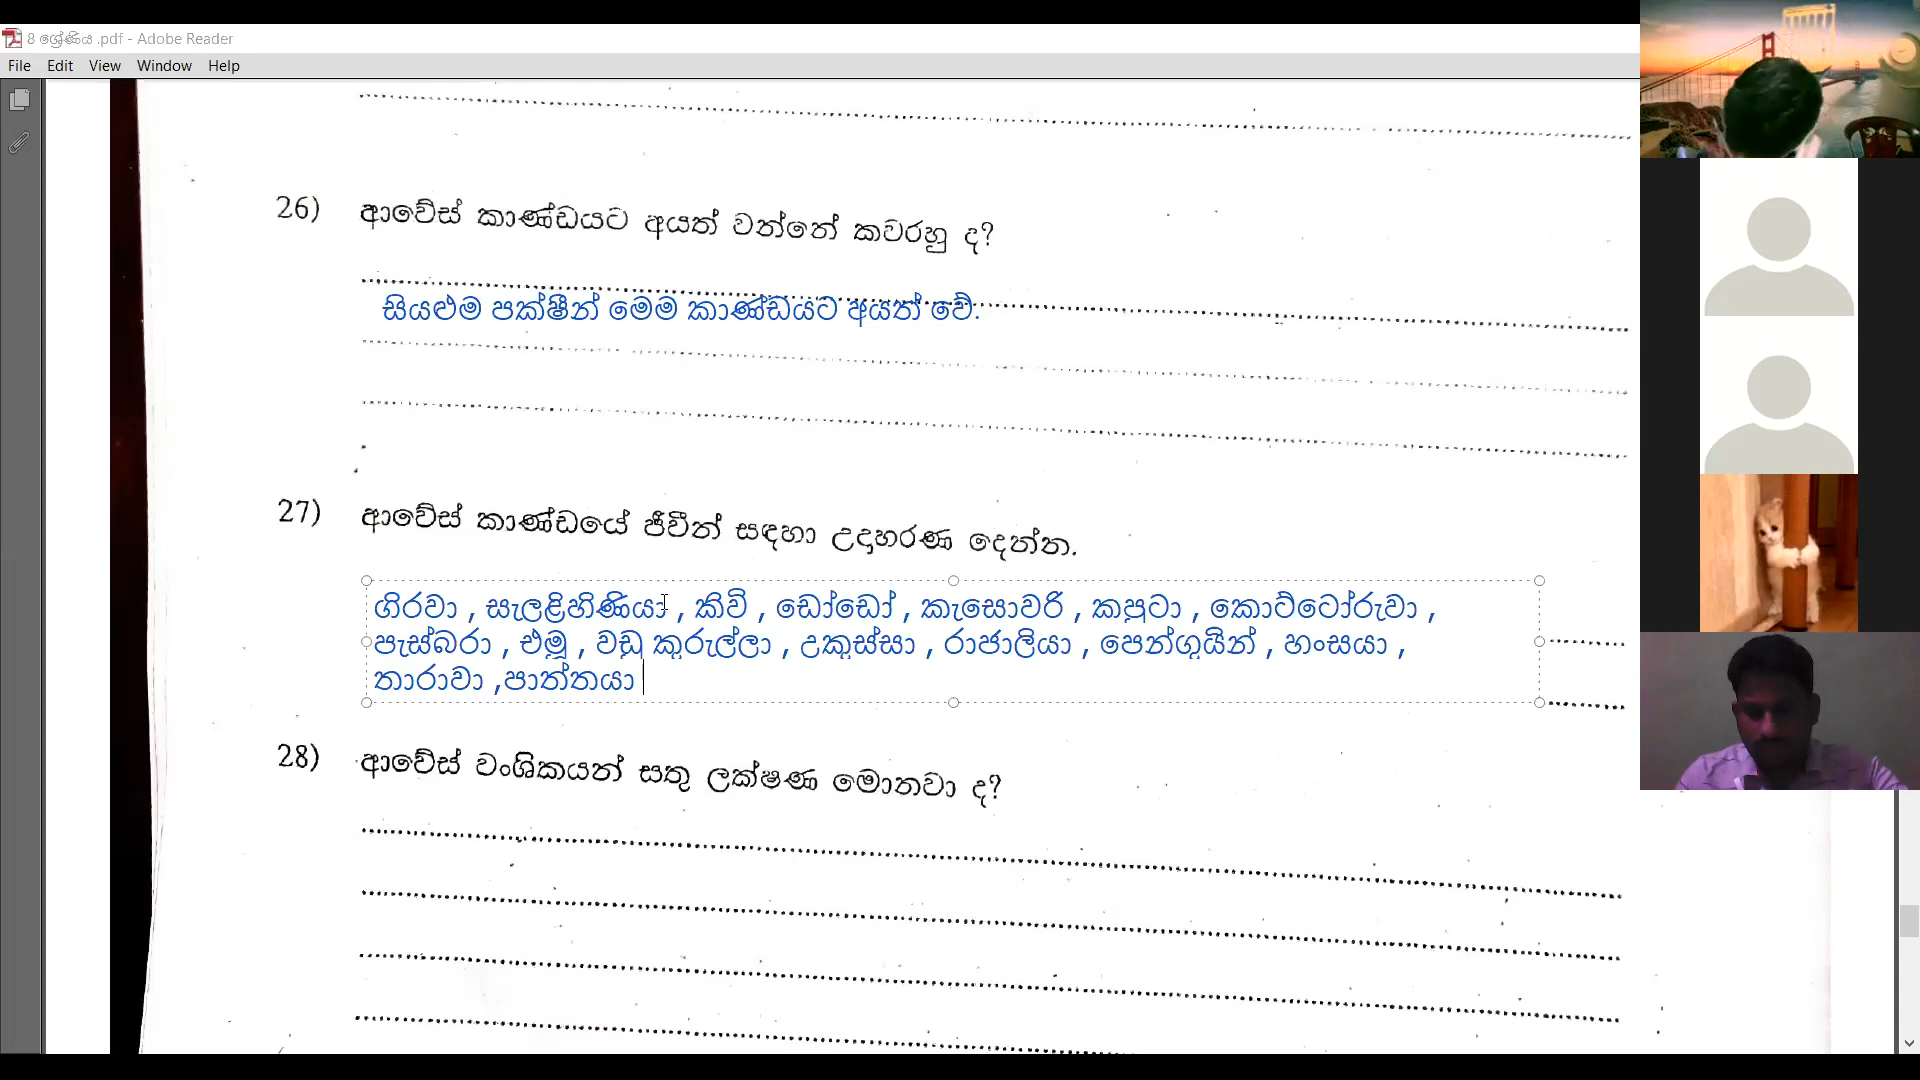 8 ශ්‍රේණිය .pdf - Adobe Reader
File Edit View Window Help
26) ආවේස් කාණ්ඩයට අයත් වන්නේ කවරහු ද?
සියළුම පක්ෂීන් මෙම කාණ්ඩයට අයත් වේ.
27) ආවේස් කාණ්ඩයේ ජීවීන් සඳහා උදාහරණ දෙන්න.
ගිරවා , සැලළිහිණියා , කිවි , ඩෝඩෝ , කැසොවරි , කපුටා , කොට්ටෝරුවා ,
පැස්බරා , එමූ , වඩු කුරුල්ලා , උකුස්සා , රාජාලියා , පෙන්ගුයින් , හංසයා ,
තාරාවා ,පාත්තයා
28) ආවේස් වංශිකයන් සතු ලක්ෂණ මොනවා ද?